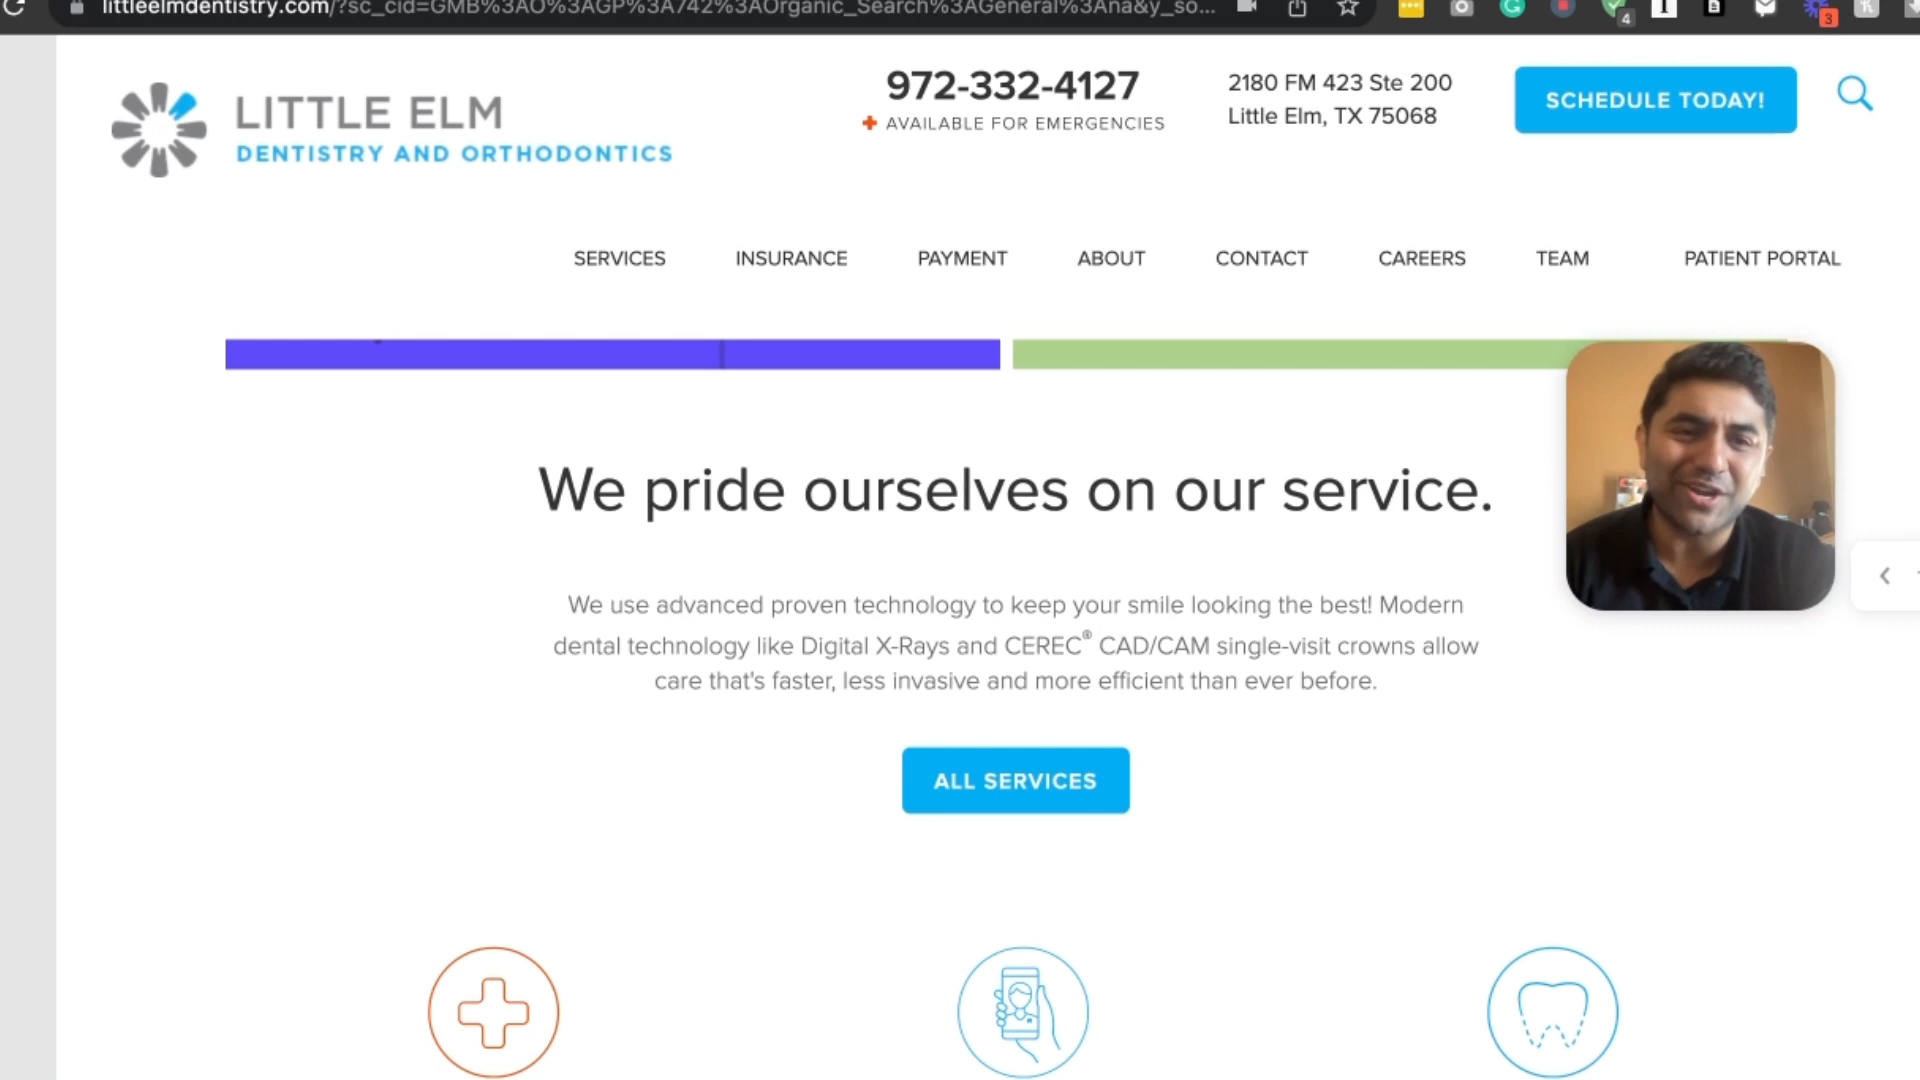 littleelmdentistry.com/?sc_cid=GMB%3AO%3AGP%3A742%3AOrganic_Search%3AGeneral%3Ana&y_so...
4
3
LITTLE ELM
DENTISTRY AND ORTHODONTICS
972-332-4127
AVAILABLE FOR EMERGENCIES
2180 FM 423 Ste 200
Little Elm, TX 75068
SCHEDULE TODAY!
SERVICES INSURANCE PAYMENT ABOUT CONTACT CAREERS TEAM PATIENT PORTAL
We pride ourselves on our service.
We use advanced proven technology to keep your smile looking the best! Modern
dental technology like Digital X-Rays and CEREC® CAD/CAM single-visit crowns allow
care that's faster, less invasive and more efficient than ever before.
ALL SERVICES